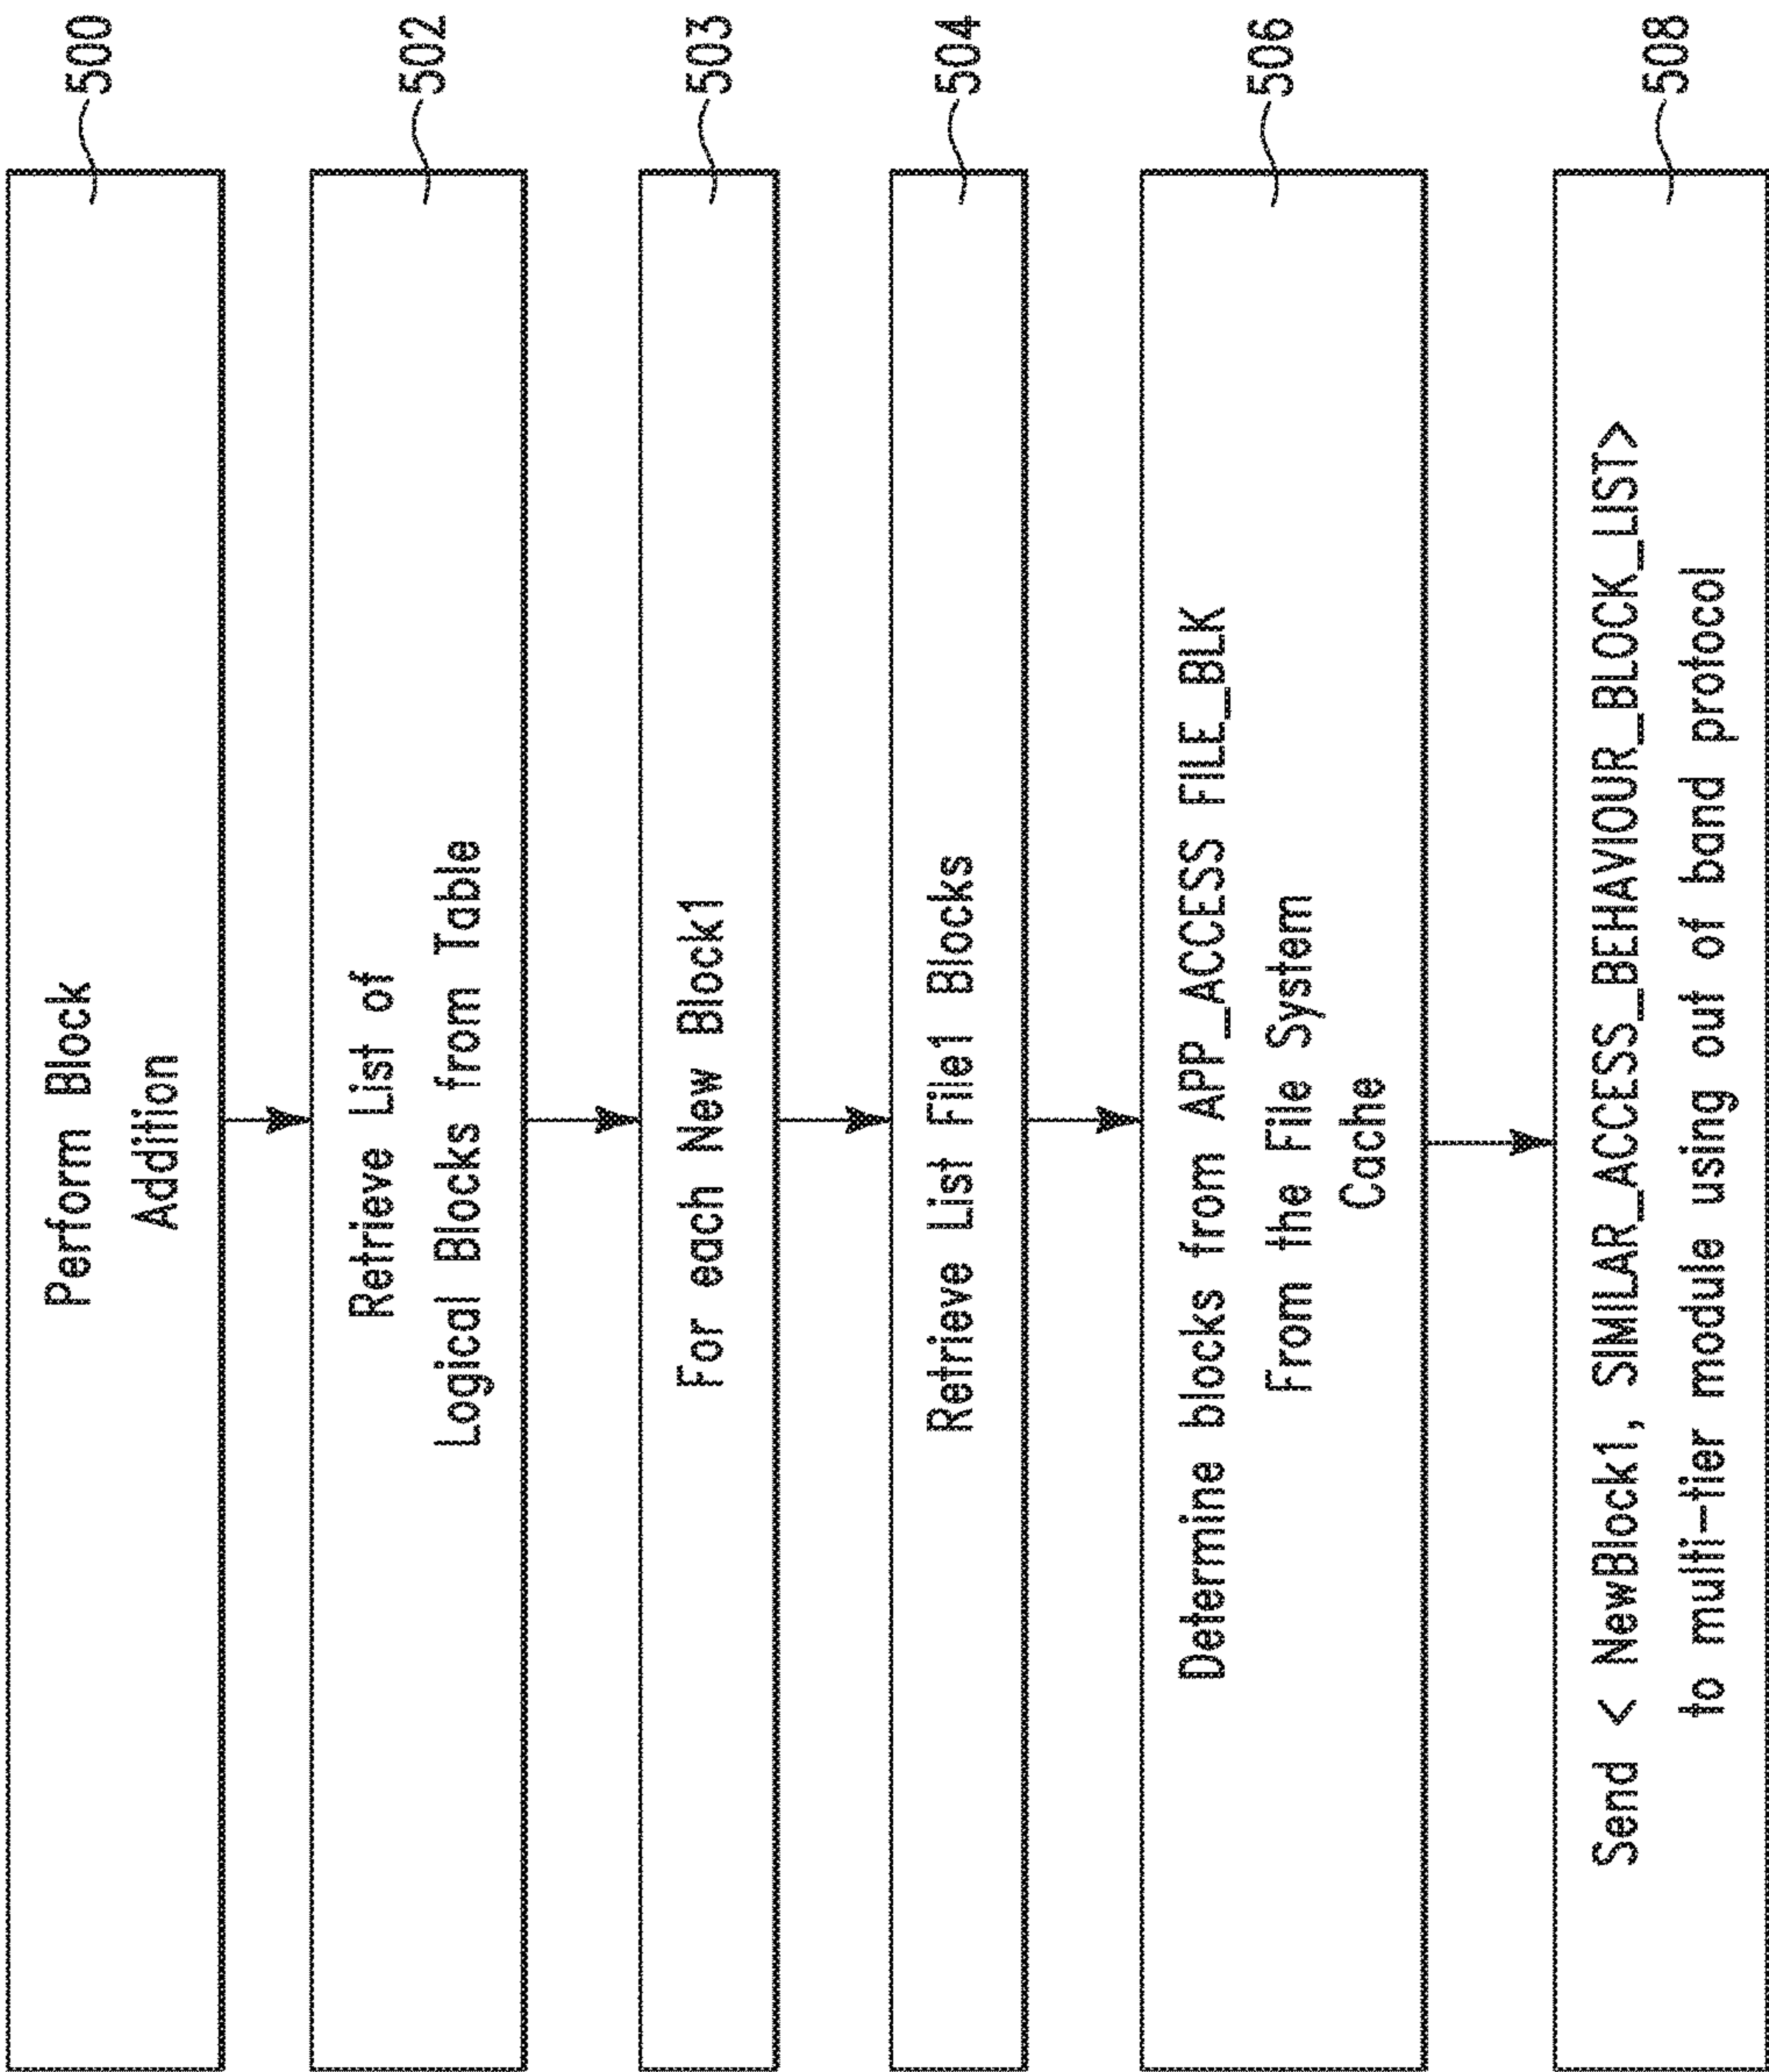 Perform Block
Addition
500
Retrieve List of
Logical Blocks from Table
502
For each New Block1
503
Retrieve List File1 Blocks
504
Determine blocks from APP_ACCESS FILE_BLK
From the File System
Cache
506
Send < NewBlock1, SIMILAR_ACCESS_BEHAVIOUR_BLOCK_LIST>
to multi-tier module using out of band protocol
508